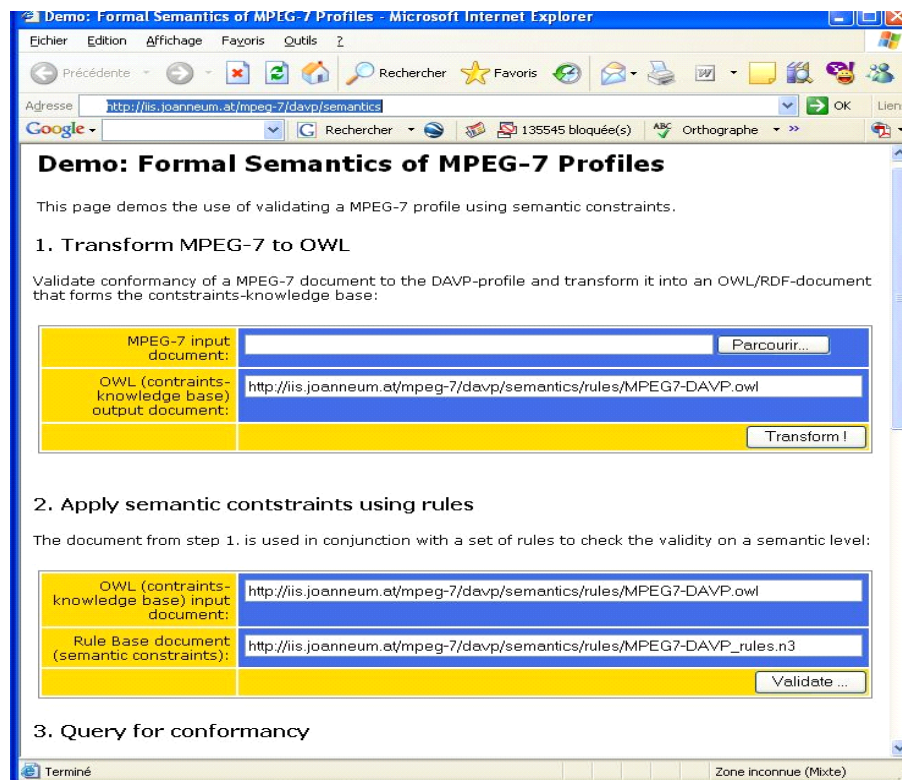 Demo: Formal Semantics of MPEG-7 Profiles - Microsoft Internet Explorer
Fichier Edition Affichage Favoris Outils ?
Précédente Rechercher Favoris
Adresse http://iis.joanneum.at/mpeg-7/davp/semantics OK Lien
Google Rechercher 135545 bloquée(s) ABC Orthographe »
Demo: Formal Semantics of MPEG-7 Profiles
This page demos the use of validating a MPEG-7 profile using semantic constraints.
1. Transform MPEG-7 to OWL
Validate conformancy of a MPEG-7 document to the DAVP-profile and transform it into an OWL/RDF-document
that forms the contstraints-knowledge base:
MPEG-7 input
document:
Parcourir...
OWL (contraints-
knowledge base)
output document:
http://iis.joanneum.at/mpeg-7/davp/semantics/rules/MPEG7-DAVP.owl
Transform !
2. Apply semantic contstraints using rules
The document from step 1. is used in conjunction with a set of rules to check the validity on a semantic level:
OWL (contraints-
knowledge base) input
document:
http://iis.joanneum.at/mpeg-7/davp/semantics/rules/MPEG7-DAVP.owl
Rule Base document
(semantic constraints):
http://iis.joanneum.at/mpeg-7/davp/semantics/rules/MPEG7-DAVP_rules.n3
Validate ...
3. Query for conformancy
Terminé Zone inconnue (Mixte)